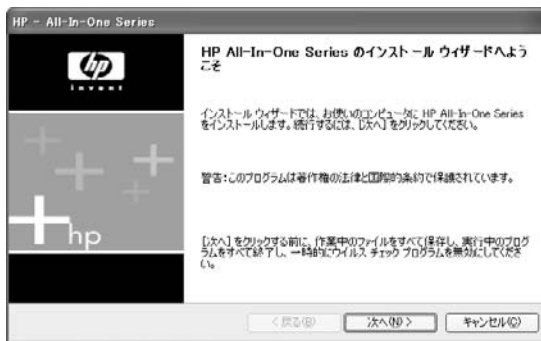 HP - All-In-One Series
hp
invent
HP All-In-One Series のインストール ウィザードへよう
こそ
インストール ウィザードでは、お使いのコンピュータに HP All-In-One Series
をインストールします。続行するには、[次へ] をクリックしてください。
警告:このプログラムは著作権の法律と国際的条約で保護されています。
[次へ] をクリックする前に、作業中のファイルをすべて保存し、実行中のプログ
ラムをすべて終了し、一時的にウイルス チェック プログラムを無効にしてくださ
い。
hp
< 戻る(B)
次へ(N) >
キャンセル(C)